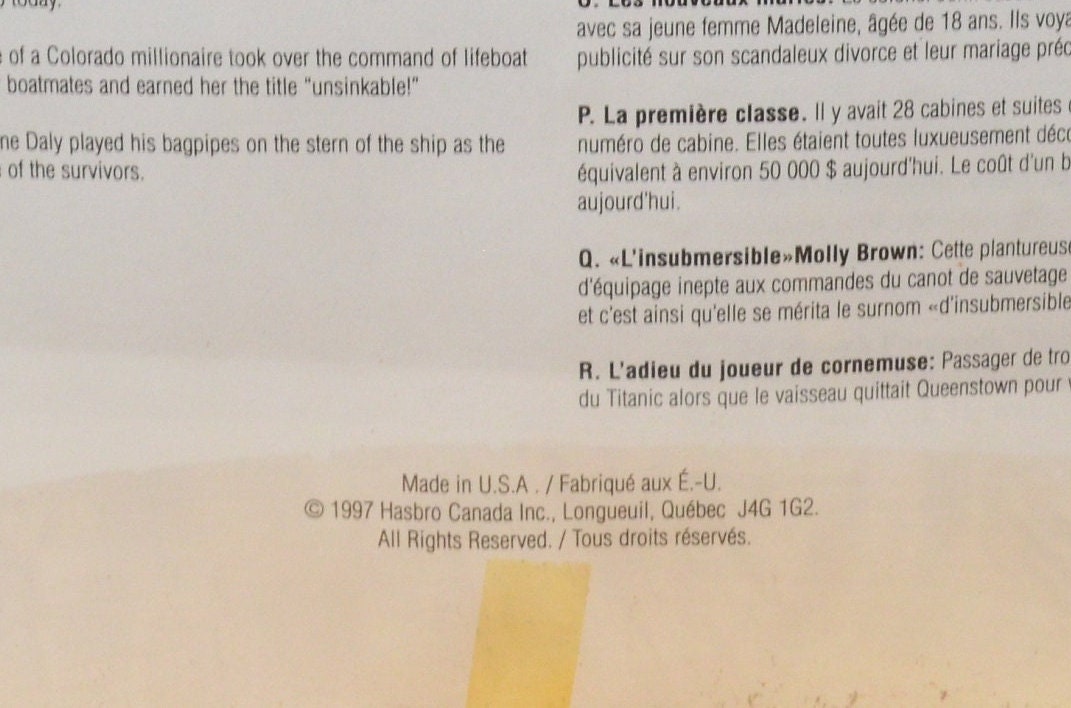 today.
of a Colorado millionaire took over the command of lifeboat
boatmates and earned her the title "unsinkable!"
ne Daly played his bagpipes on the stern of the ship as the
of the survivors.
avec sa jeune femme Madeleine, âgée de 18 ans. Ils voya
publicité sur son scandaleux divorce et leur mariage préc
P. La première classe. Il y avait 28 cabines et suites
numéro de cabine. Elles étaient toutes luxueusement déco
équivalent à environ 50 000 $ aujourd'hui. Le coût d'un b
aujourd'hui.
Q. «L'insubmersible»Molly Brown: Cette plantureuse
d'équipage inepte aux commandes du canot de sauvetage
et c'est ainsi qu'elle se mérita le surnom «d'insubmersible
R. L'adieu du joueur de cornemuse: Passager de tro
du Titanic alors que le vaisseau quittait Queenstown pour
Made in U.S.A . / Fabriqué aux É.-U.
© 1997 Hasbro Canada Inc., Longueuil, Québec J4G 1G2.
All Rights Reserved. / Tous droits réservés.